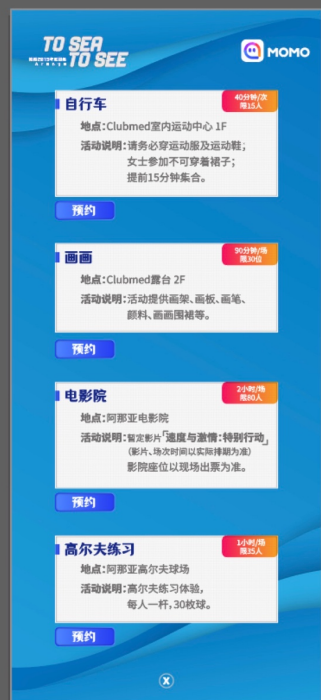 TO SEA
TO SEE
Aranya
MOMO
自行车
40分钟/次
限15人
地点：Clubmed室内运动中心 1F
活动说明：请务必穿运动服及运动鞋；
女士参加不可穿着裙子；
提前15分钟集合。
预约
画画
90分钟/场
限30位
地点：Clubmed露台 2F
活动说明：活动提供画架、画板、画笔、
颜料、画画围裙等。
预约
电影院
2小时/场
限80人
地点：阿那亚电影院
活动说明：暂定影片「速度与激情：特别行动」
（影片、场次时间以实际排期为准）
影院座位以现场出票为准。
预约
高尔夫练习
1小时/场
限35人
地点：阿那亚高尔夫球场
活动说明：高尔夫练习体验，
每人一杆，30枚球。
预约
X